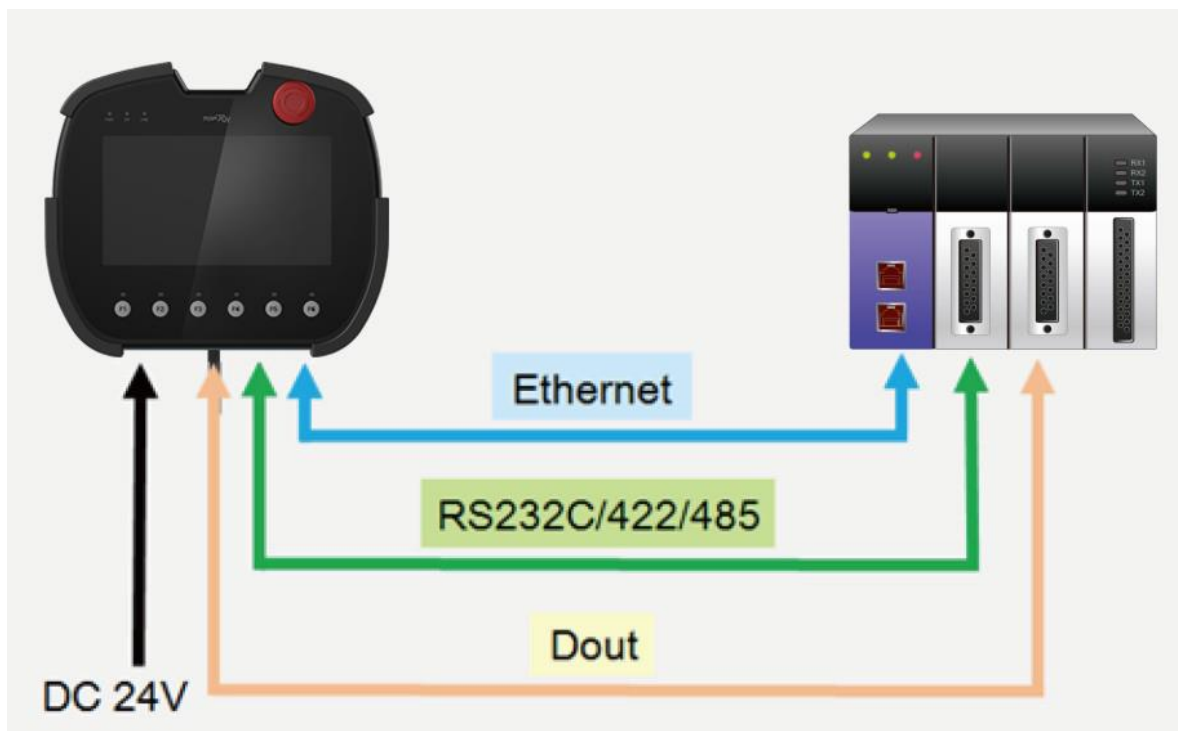 F1 F2 F3 F4 F5 F6
RX1
RX2
TX1
TX2
Ethernet
RS232C/422/485
Dout
DC 24V